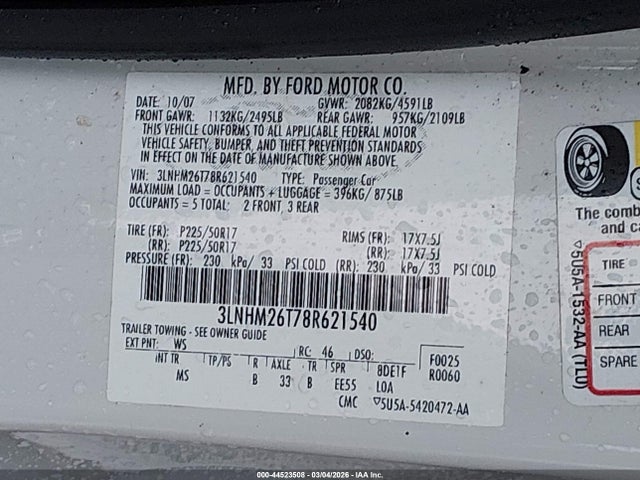 MFD. BY FORD MOTOR CO.
DATE: 10/07 GVWR: 2082KG/4591LB
FRONT GAWR: 1132KG/2495LB REAR GAWR: 957KG/2109LB
THIS VEHICLE CONFORMS TO ALL APPLICABLE FEDERAL MOTOR
VEHICLE SAFETY, BUMPER, AND THEFT PREVENTION STANDARDS
IN EFFECT ON THE DATE OF MANUFACTURE SHOWN ABOVE.
VIN: 3LNHM26T78R621540 TYPE: Passenger Car
MAXIMUM LOAD = OCCUPANTS + LUGGAGE = 396KG/ 875LB
OCCUPANTS = 5 TOTAL: 2 FRONT, 3 REAR
TIRE (FR): P225/50R17 RIMS (FR): 17X7.5J
(RR): P225/50R17 (RR): 17X7.5J
PRESSURE (FR): 230 kPa/ 33 PSI COLD (RR): 230 kPa/ 33 PSI COLD
3LNHM26T78R621540
TRAILER TOWING - SEE OWNER GUIDE
EXT PNT: WS RC: 46 DSO: F0025
INT TR TP/PS R AXLE TR SPR 8DE1F R0060
MS B 33 B EE55 LOA
CMC 5U5A-5420472-AA
The comb
and ca
TIRE
FRONT
REAR
SPARE
5U5A-1532-AA (TLO)
000-44523508 - 03/04/2026 - IAA Inc.